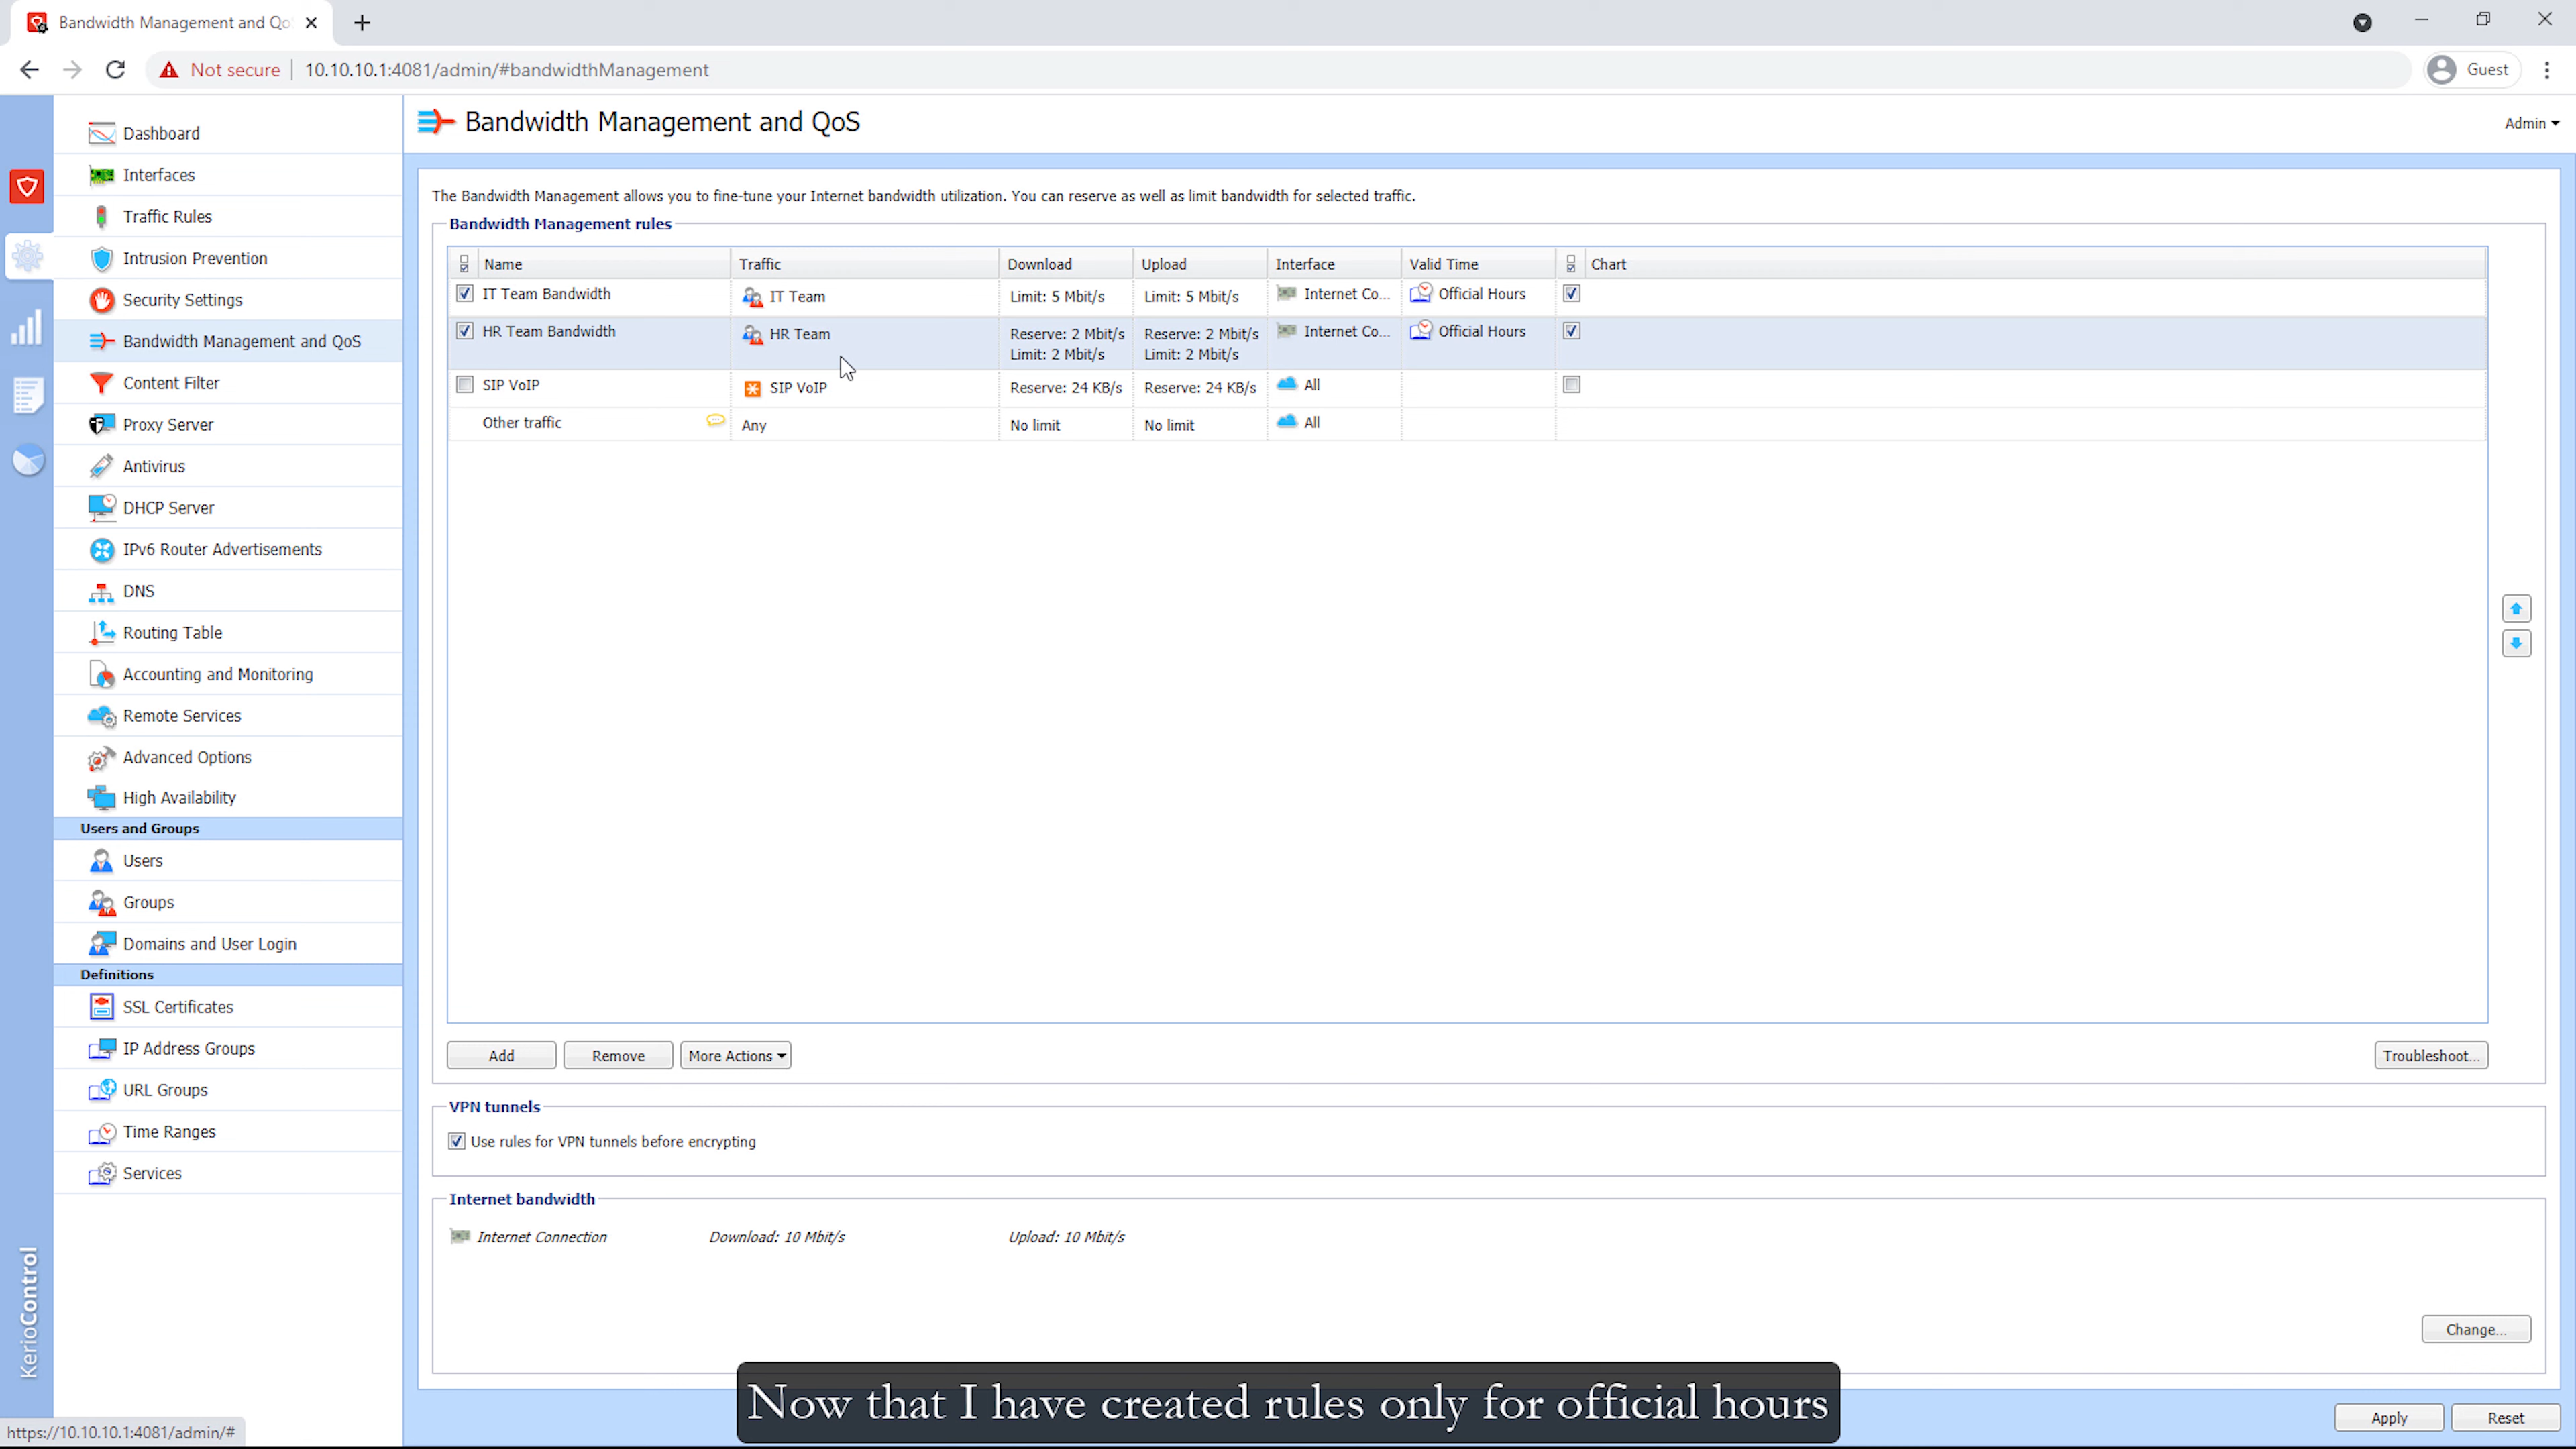 Bandwidth Management and Qo
Not secure
10.10.10.1:4081/admin/#bandwidthManagement
Guest
Dashboard
Interfaces
Traffic Rules
Intrusion Prevention
Security Settings
Bandwidth Management and QoS
Content Filter
Proxy Server
Antivirus
DHCP Server
IPv6 Router Advertisements
DNS
Routing Table
Accounting and Monitoring
Remote Services
Advanced Options
High Availability
Users and Groups
Users
Groups
Domains and User Login
Definitions
SSL Certificates
IP Address Groups
URL Groups
Time Ranges
Services
KerioControl
https://10.10.10.1:4081/admin/#
Bandwidth Management and QoS
Admin
The Bandwidth Management allows you to fine-tune your Internet bandwidth utilization. You can reserve as well as limit bandwidth for selected traffic.
Bandwidth Management rules
Name Traffic Download Upload Interface Valid Time Chart
IT Team Bandwidth IT Team Limit: 5 Mbit/s Limit: 5 Mbit/s Internet Co... Official Hours
HR Team Bandwidth HR Team Reserve: 2 Mbit/s Reserve: 2 Mbit/s Internet Co... Official Hours
Limit: 2 Mbit/s Limit: 2 Mbit/s
SIP VoIP SIP VoIP Reserve: 24 KB/s Reserve: 24 KB/s All
Other traffic Any No limit No limit All
Add Remove More Actions Troubleshoot...
VPN tunnels
Use rules for VPN tunnels before encrypting
Internet bandwidth
Internet Connection Download: 10 Mbit/s Upload: 10 Mbit/s
Change...
Now that I have created rules only for official hours
Apply Reset